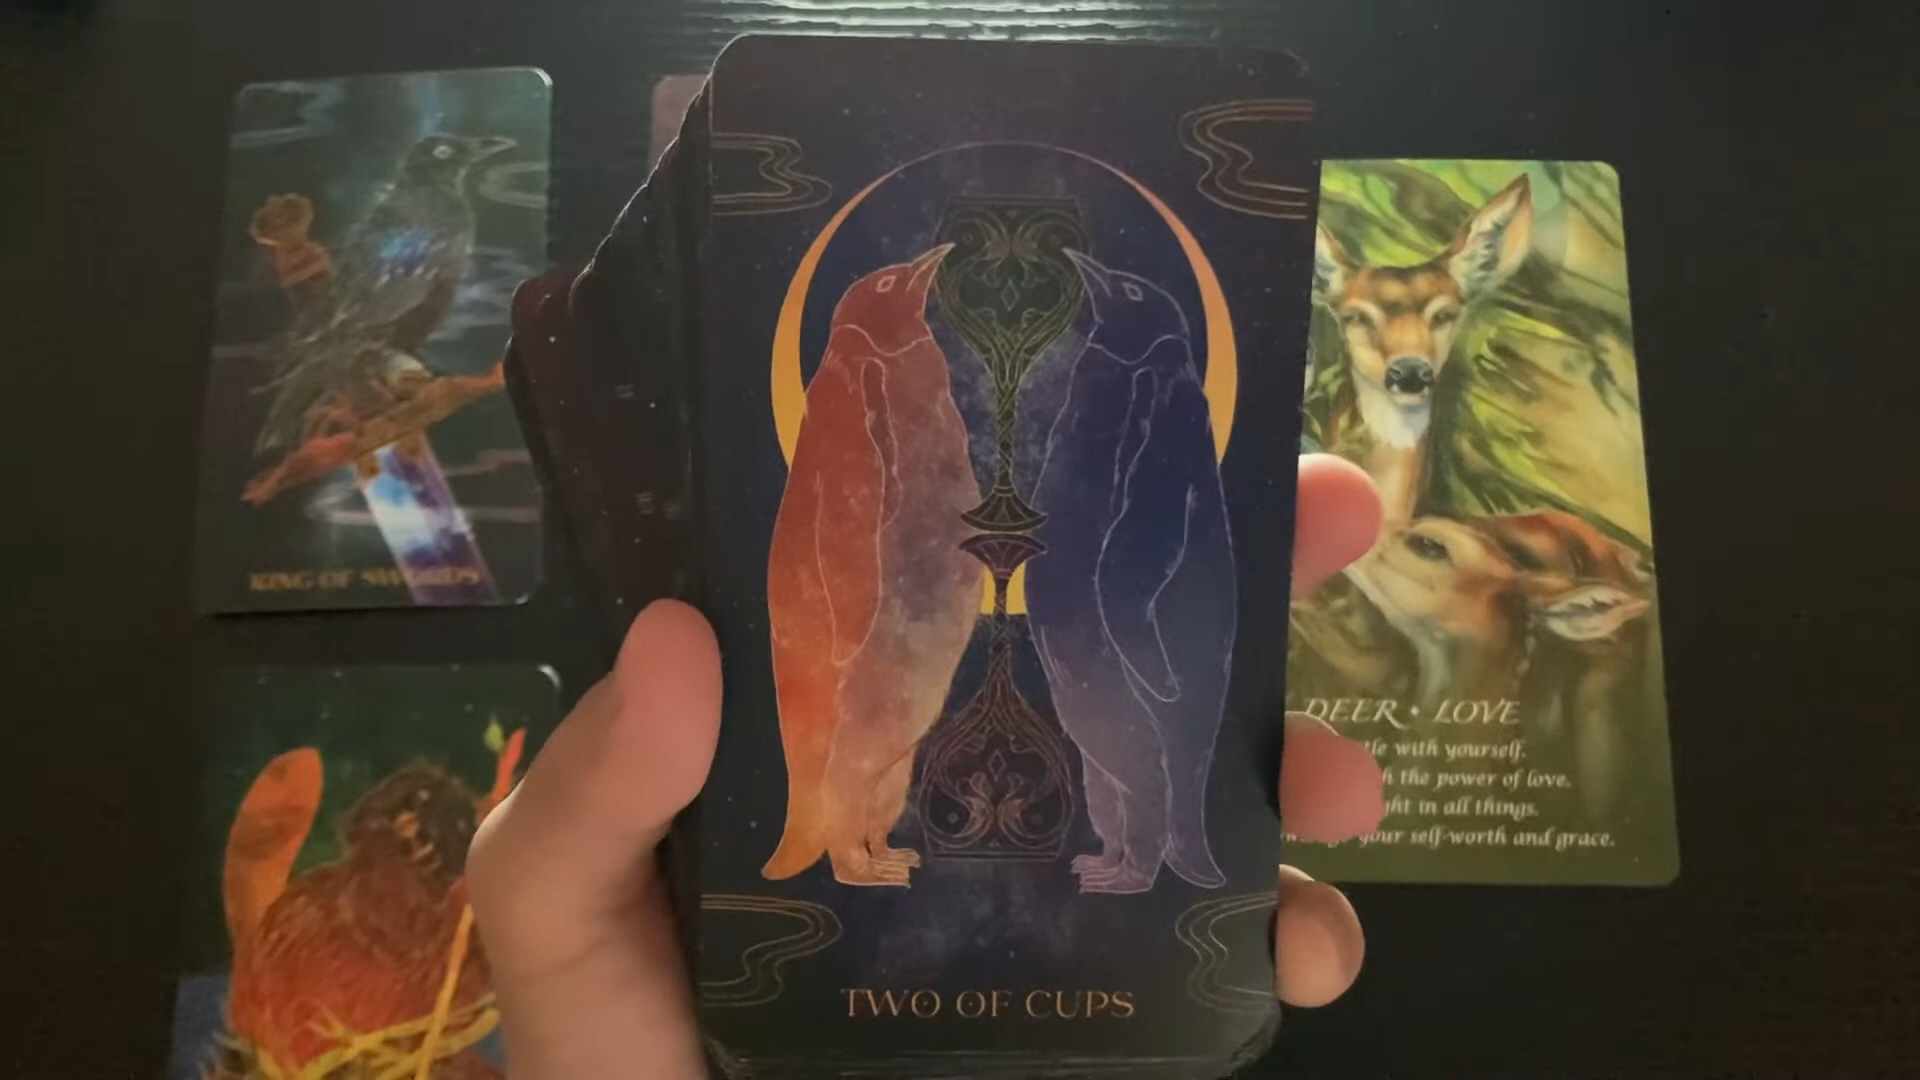 KING OF SWORDS
TWO OF CUPS
DEER • LOVE
with yourself.
the power of love.
in all things.
your self-worth and grace.